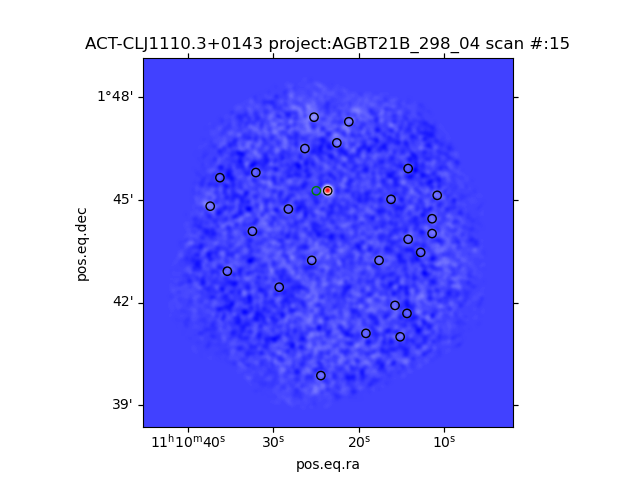 ACT-CLJ1110.3+0143 project:AGBT21B_298_04 scan #:15
1°48'
45'
42'
39'
pos.eq.dec
11ʰ10ᵐ40ˢ 30ˢ 20ˢ 10ˢ
pos.eq.ra